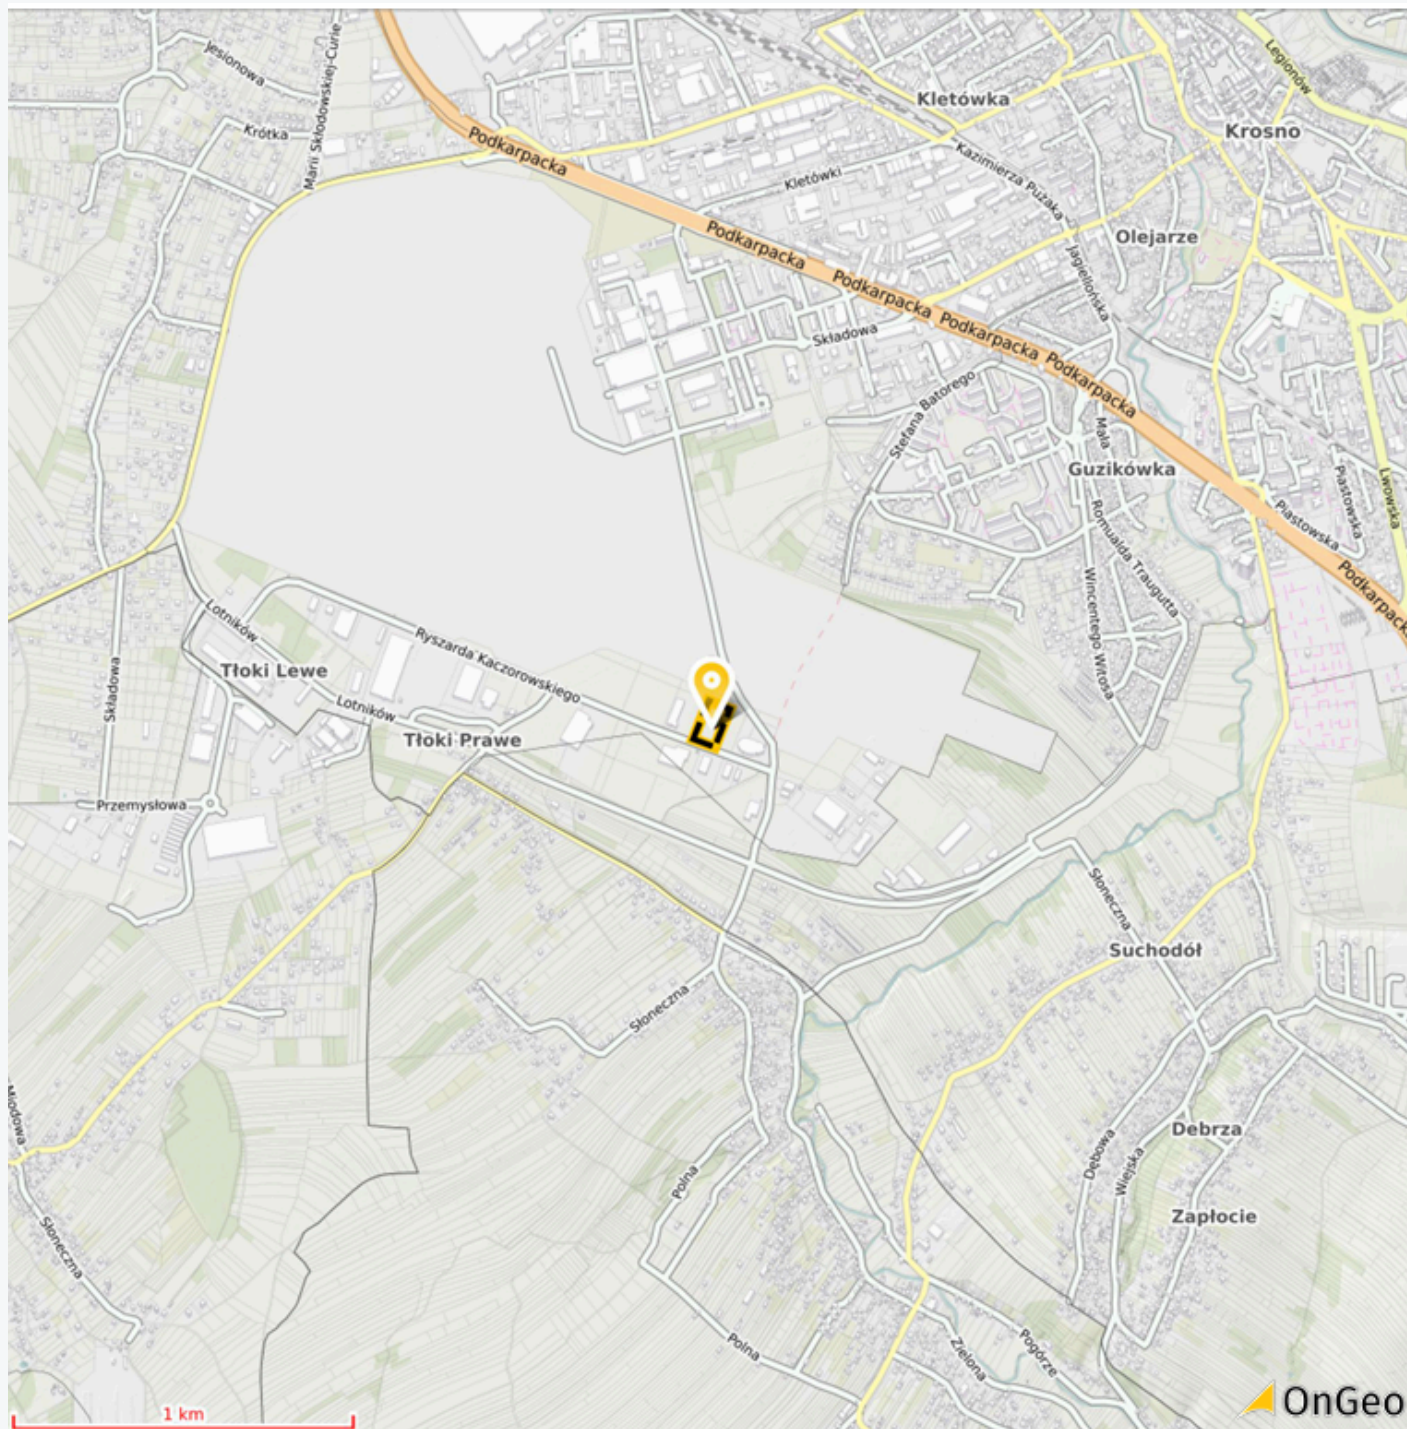 Legionów
Jesionowa
Marii Skłodowskiej-Curie
Kletówka
Krosno
Krótka
Podkarpacka
Kazimierza Pużaka
Kletówki
Podkarpacka
Olejarze
Jagiellońska
Podkarpacka
Podkarpacka
Składowa
Podkarpacka
Stefana Batorego
Mała
Guzikówka
Piastowska
Lwowska
Piastowska
Romualda Traugutta
Podkarpacka
Wincentego Witosa
Lotników
Ryszarda Kaczorowskiego
Tłoki Lewe
Składowa
Lotników
Tłoki Prawe
Przemysłowa
Słoneczna
Suchodół
Słoneczna
Miodowa
Debrza
Dębowa
Wiejska
Polna
Zapłocie
Słoneczna
Polna
Zielona
Pogórze
1 km
OnGeo